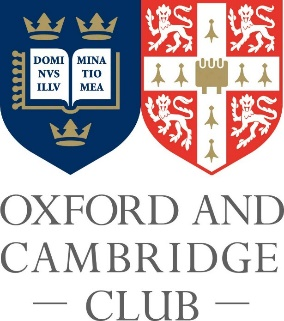 DOMI MINA
NVS TIO
ILLV MEA
OXFORD AND
CAMBRIDGE
— CLUB —